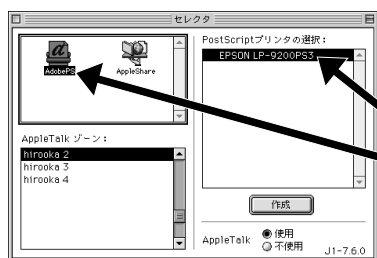 セレクタ
AdobePS
AppleShare
PostScriptプリンタの選択：
EPSON LP-9200PS3
AppleTalk ゾーン：
hirooka 2
hirooka 3
hirooka 4
作成
AppleTalk
使用
不使用
J1-7.6.0